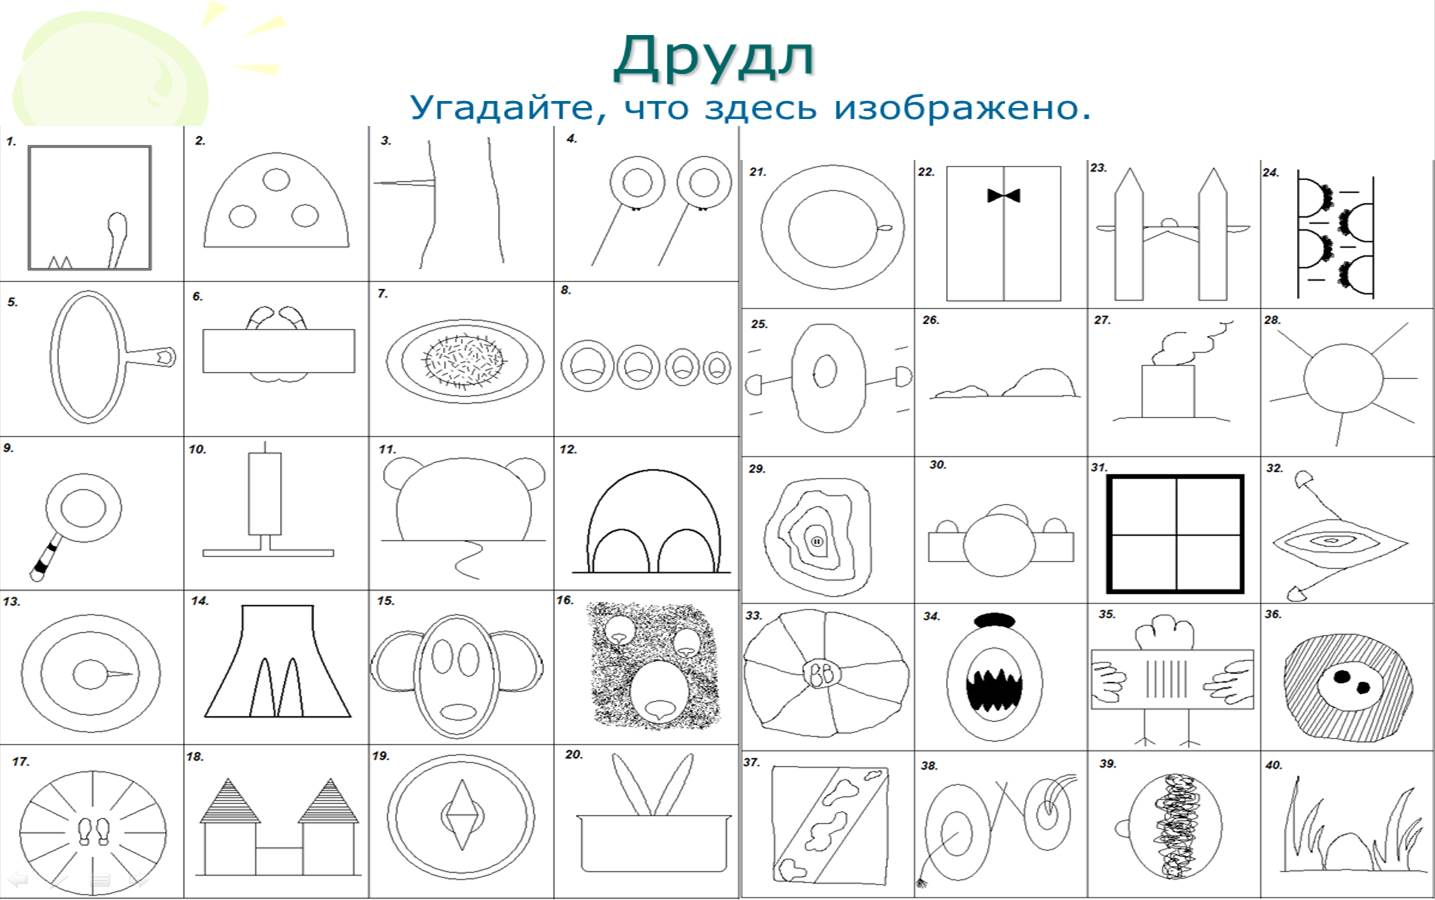 Друдл
Угадайте, что здесь изображено.
1. 2. 3. 4.
21. 22. 23. 24.
5. 6. 7. 8.
25. 26. 27. 28.
9. 10. 11. 12.
29. 30. 31. 32.
13. 14. 15. 16.
33. 34. 35. 36.
17. 18. 19. 20.
37. 38. 39. 40.